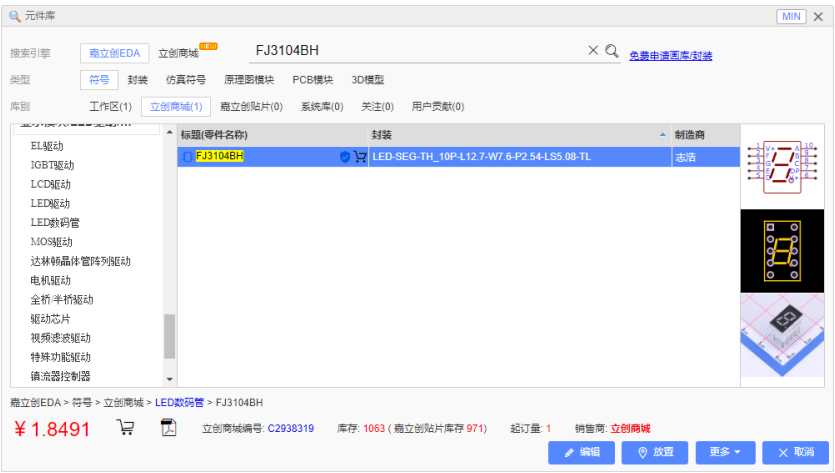 元件库 MIN
搜索引擎 嘉立创EDA 立创商城 NEW FJ3104BH 免费申请画库/封装
类型 符号 封装 仿真符号 原理图模块 PCB模块 3D模型
库别 工作区(1) 立创商城(1) 嘉立创贴片(0) 系统库(0) 关注(0) 用户贡献(0)
标题(零件名称) 封装 制造商
FJ3104BH LED-SEG-TH_10P-L12.7-W7.6-P2.54-LS5.08-TL 志浩
EL驱动
IGBT驱动
LCD驱动
LED驱动
LED数码管
MOS驱动
达林顿晶体管阵列驱动
电机驱动
全桥/半桥驱动
驱动芯片
视频滤波驱动
特殊功能驱动
镇流器控制器
嘉立创EDA > 符号 > 立创商城 > LED数码管 > FJ3104BH
¥1.8491 立创商城编号: C2938319 库存: 1063 ( 嘉立创贴片库存 971) 起订量: 1 销售商: 立创商城
编辑 放置 更多 取消